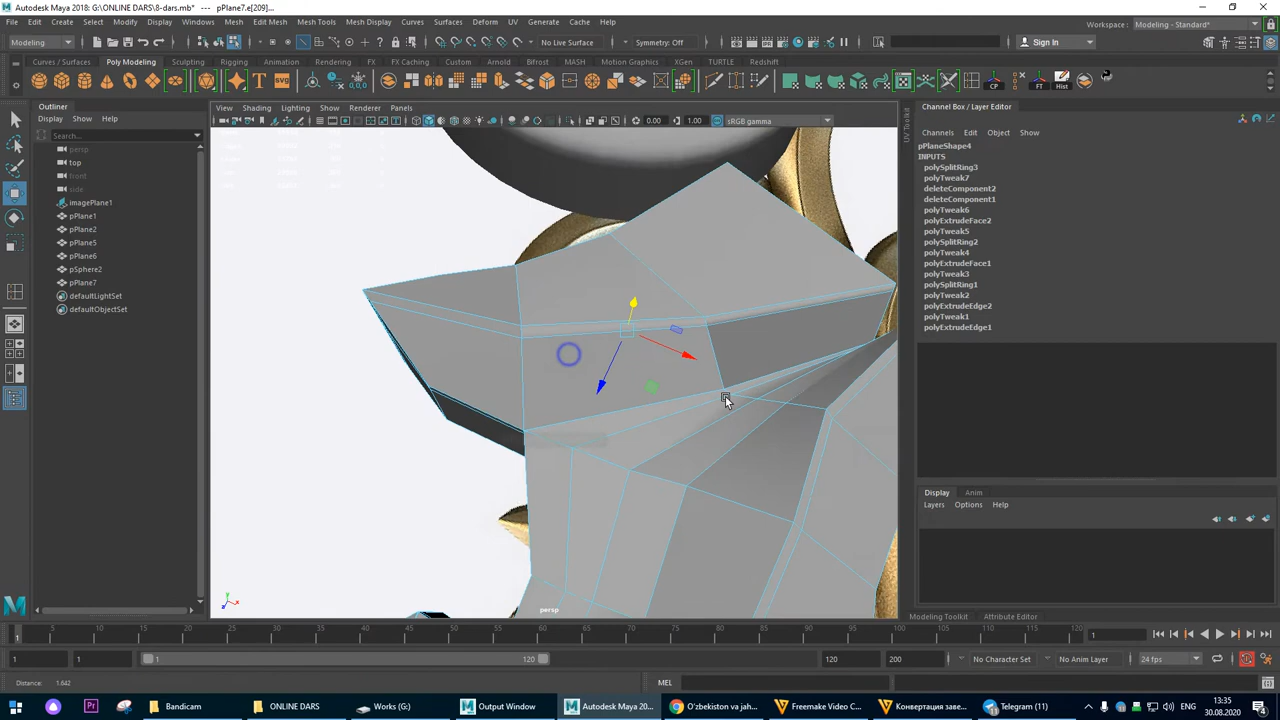 Autodesk Maya 2018: G:\ONLINE DARS\8-dars.mb* --- pPlane7.e[209]...
File Edit Create Select Modify Display Windows Mesh Edit Mesh Mesh Tools Mesh Display Curves Surfaces Deform UV Generate Cache Help
Workspace : Modeling - Standard*
Modeling No Live Surface Symmetry: Off Sign In
Curves / Surfaces Poly Modeling Sculpting Rigging Animation Rendering FX FX Caching Custom Arnold Bifrost MASH Motion Graphics XGen TURTLE Redshift
T SVG CP FT Hist
Outliner
Display Show Help
Search...
persp
top
front
side
imagePlane1
pPlane1
pPlane2
pPlane5
pPlane6
pSphere2
pPlane7
defaultLightSet
defaultObjectSet
View Shading Lighting Show Renderer Panels
0.00 1.00 sRGB gamma
persp
UV Toolkit
Channel Box / Layer Editor
Channels Edit Object Show
pPlaneShape4
INPUTS
polySplitRing3
polyTweak7
deleteComponent2
deleteComponent1
polyTweak6
polyExtrudeFace2
polyTweak5
polySplitRing2
polyTweak4
polyExtrudeFace1
polyTweak3
polySplitRing1
polyTweak2
polyExtrudeEdge2
polyTweak1
polyExtrudeEdge1
Display Anim
Layers Options Help
Modeling Toolkit Attribute Editor
1 5 10 15 20 25 30 35 40 45 50 55 60 65 70 75 80 85 90 95 100 105 110 115 120 1
1 1 1 120 120 200 No Character Set No Anim Layer 24 fps
Distance: 1.642 MEL
Bandicam ONLINE DARS Works (G:) Output Window Autodesk Maya 20... O'zbekiston va jah... Freemake Video C... Конвертация заве... Telegram (11) ENG 13:35
30.08.2020